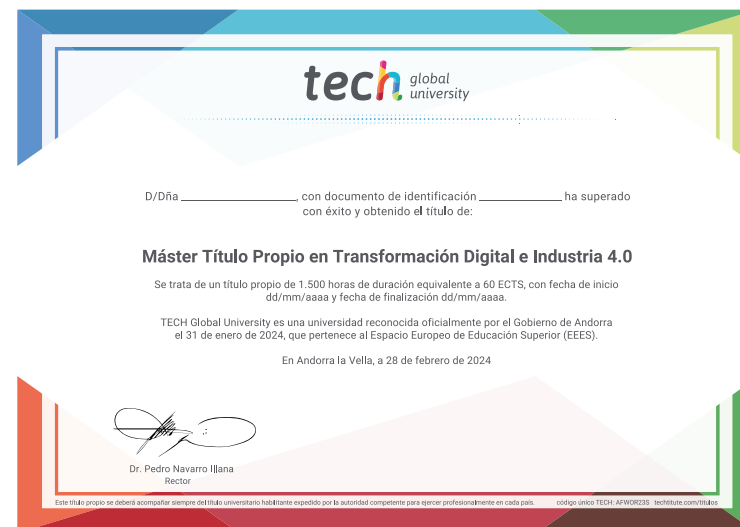 tech global university
D/Dña ____________, con documento de identificación ____________ ha superado
con éxito y obtenido el título de:
Máster Título Propio en Transformación Digital e Industria 4.0
Se trata de un título propio de 1.500 horas de duración equivalente a 60 ECTS, con fecha de inicio
dd/mm/aaaa y fecha de finalización dd/mm/aaaa.
TECH Global University es una universidad reconocida oficialmente por el Gobierno de Andorra
el 31 de enero de 2024, que pertenece al Espacio Europeo de Educación Superior (EEES).
En Andorra la Vella, a 28 de febrero de 2024
Dr. Pedro Navarro Illana
Rector
Este título propio se deberá acompañar siempre del título universitario habilitante expedido por la autoridad competente para ejercer profesionalmente en cada país. código único TECH: AFWOR23S techtitute.com/titulos